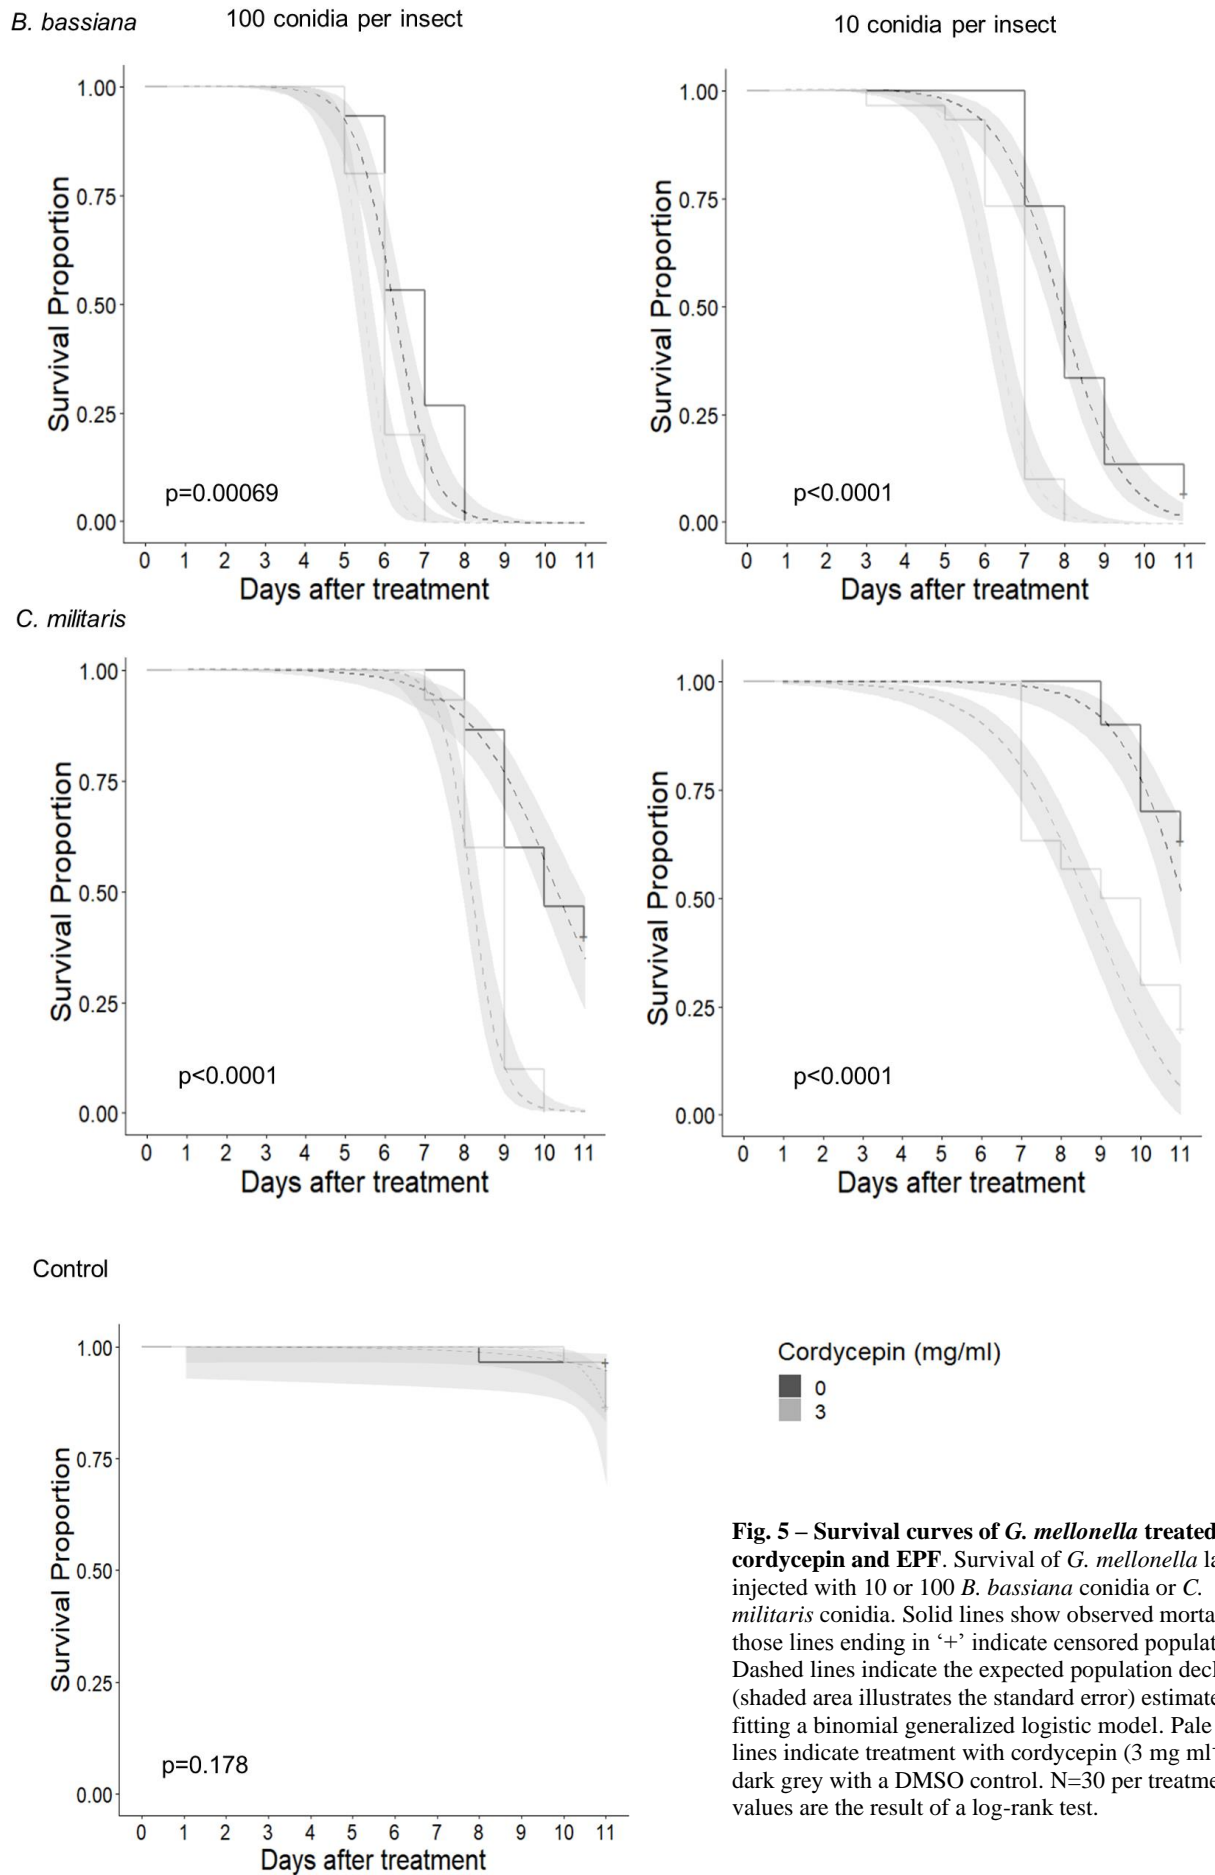 B. bassiana
100 conidia per insect
10 conidia per insect
1.00
0.75
0.50
0.25
0.00
Survival Proportion
p=0.00069
0 1 2 3 4 5 6 7 8 9 10 11
Days after treatment
1.00
0.75
0.50
0.25
0.00
Survival Proportion
p<0.0001
0 1 2 3 4 5 6 7 8 9 10 11
Days after treatment
C. militaris
1.00
0.75
0.50
0.25
0.00
Survival Proportion
p<0.0001
0 1 2 3 4 5 6 7 8 9 10 11
Days after treatment
1.00
0.75
0.50
0.25
0.00
Survival Proportion
p<0.0001
0 1 2 3 4 5 6 7 8 9 10 11
Days after treatment
Control
1.00
0.75
0.50
0.25
0.00
Survival Proportion
p=0.178
0 1 2 3 4 5 6 7 8 9 10 11
Days after treatment
Cordycepin (mg/ml)
0
3
Fig. 5 – Survival curves of G. mellonella treated
cordycepin and EPF. Survival of G. mellonella la
injected with 10 or 100 B. bassiana conidia or C.
militaris conidia. Solid lines show observed morta
those lines ending in ‘+’ indicate censored populat
Dashed lines indicate the expected population decl
(shaded area illustrates the standard error) estimate
fitting a binomial generalized logistic model. Pale
lines indicate treatment with cordycepin (3 mg ml⁻
dark grey with a DMSO control. N=30 per treatme
values are the result of a log-rank test.